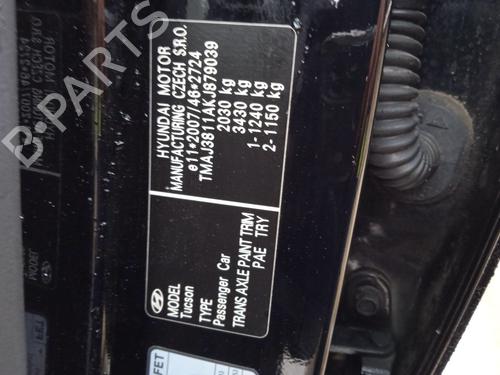 HYUNDAI MOTOR
MANUFACTURING CZECH S.R.O.
e11*2007/46*2724
TMAJ3811AKJ879039
2030 kg
3430 kg
1-1240 kg
2-1150 kg
MODEL
Tucson
TYPE
Passenger Car
TRANS AXLE PAINT TRIM
PAE TRY
B-PARTS